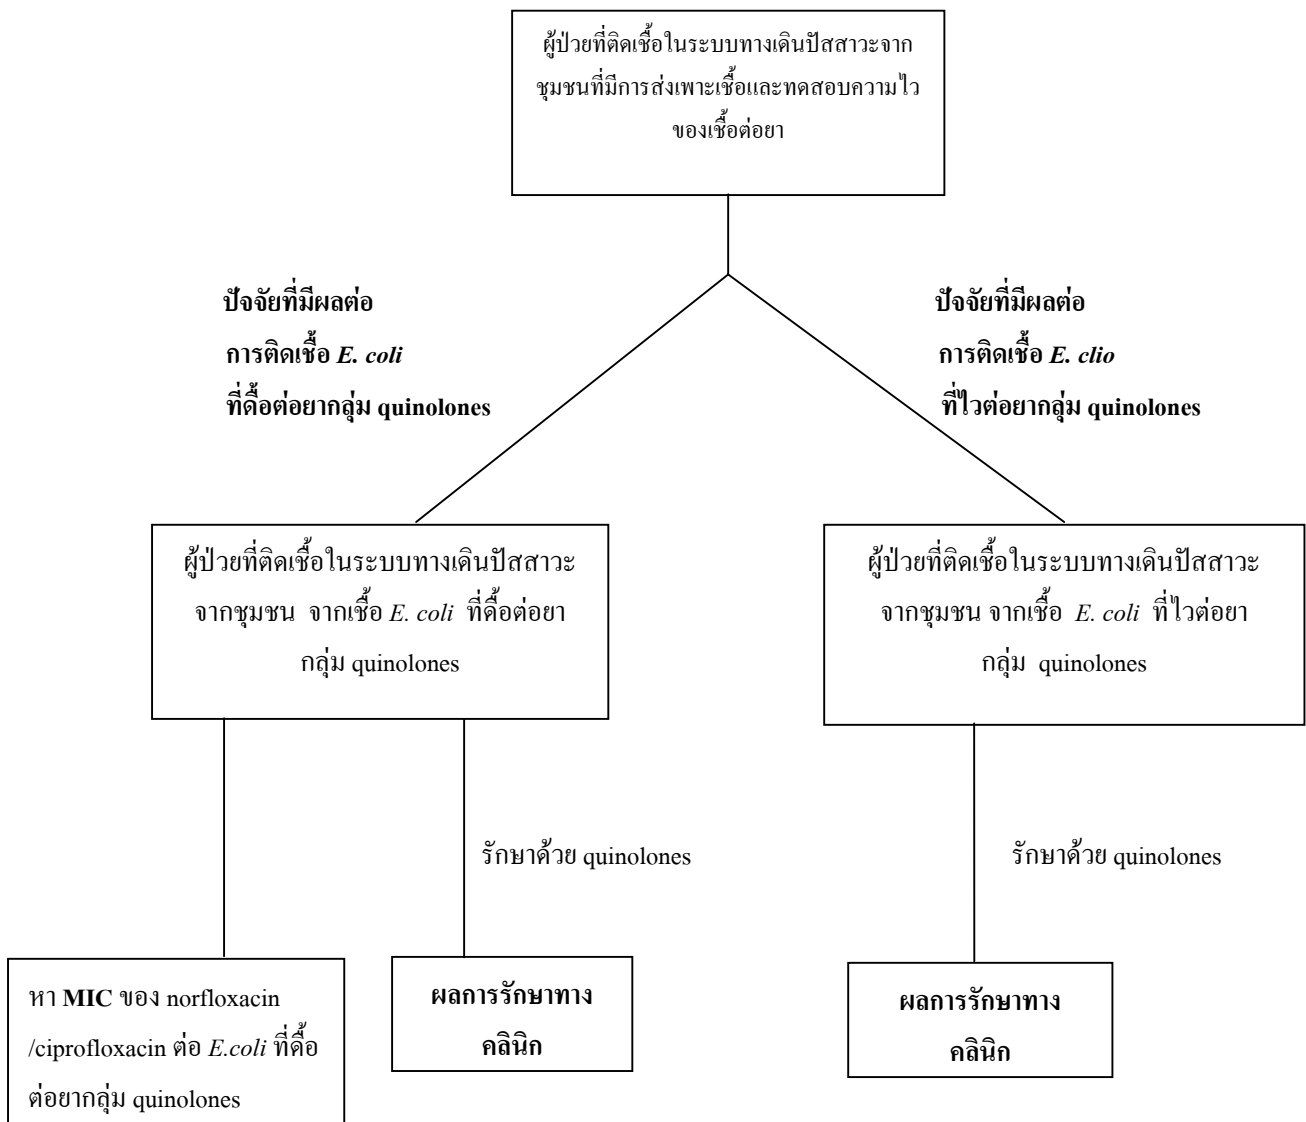 ผู้ป่วยที่ติดเชื้อในระบบทางเดินปัสสาวะจาก
ชุมชนที่มีการส่งเพาะเชื้อและทดสอบความไว
ของเชื้อต่อยา
ปัจจัยที่มีผลต่อ
การติดเชื้อ E. coli
ที่ดื้อต่อยากลุ่ม quinolones
ปัจจัยที่มีผลต่อ
การติดเชื้อ E. clio
ที่ไวต่อยากลุ่ม quinolones
ผู้ป่วยที่ติดเชื้อในระบบทางเดินปัสสาวะ
จากชุมชน จากเชื้อ E. coli ที่ดื้อต่อยา
กลุ่ม quinolones
ผู้ป่วยที่ติดเชื้อในระบบทางเดินปัสสาวะ
จากชุมชน จากเชื้อ E. coli ที่ไวต่อยา
กลุ่ม quinolones
รักษาด้วย quinolones
รักษาด้วย quinolones
หา MIC ของ norfloxacin
/ciprofloxacin ต่อ E.coli ที่ดื้อ
ต่อยากลุ่ม quinolones
ผลการรักษาทาง
คลินิก
ผลการรักษาทาง
คลินิก